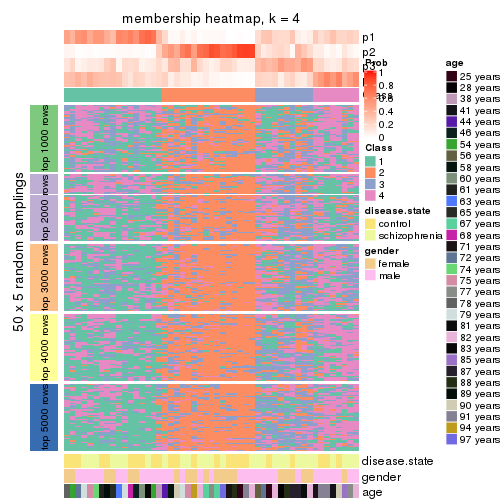 membership heatmap, k = 4
p1
p2
p3
Prob
1
0.8
0.6
0.4
0.2
0
Class
1
2
3
4
disease.state
control
schizophrenia
gender
female
male
age
25 years
28 years
38 years
41 years
44 years
46 years
54 years
56 years
58 years
60 years
61 years
63 years
65 years
67 years
68 years
71 years
72 years
74 years
75 years
77 years
78 years
79 years
81 years
82 years
83 years
85 years
87 years
88 years
89 years
90 years
91 years
94 years
97 years
50 x 5 random samplings
top 1000 rows
top 2000 rows
top 3000 rows
top 4000 rows
top 5000 rows
disease.state
gender
age